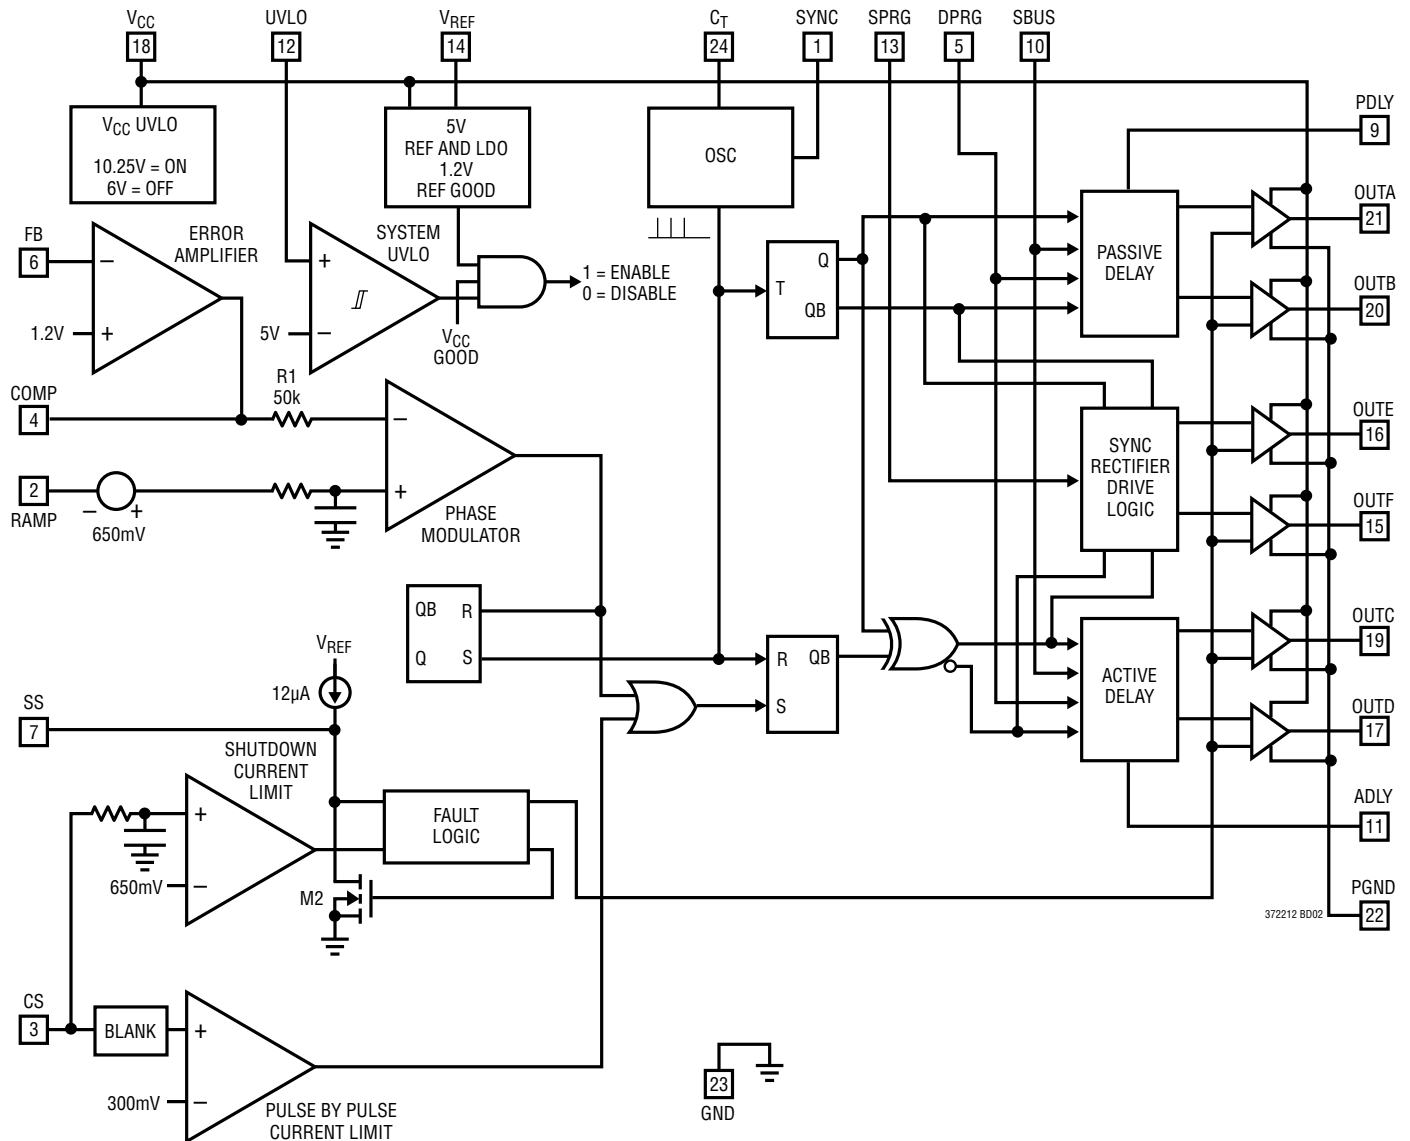 VCC
18
UVLO
12
VREF
14
CT
24
SYNC
1
SPRG
13
DPRG
5
SBUS
10
VCC UVLO
10.25V = ON
6V = OFF
5V
REF AND LDO
1.2V
REF GOOD
OSC
PDLY
9
FB
6
–
1.2V
+
ERROR
AMPLIFIER
SYSTEM
UVLO
+
5V
–
1 = ENABLE
0 = DISABLE
VCC
GOOD
T
Q
QB
PASSIVE
DELAY
OUTA
21
OUTB
20
COMP
4
R1
50k
–
+
2
RAMP
–
+
650mV
PHASE
MODULATOR
SYNC
RECTIFIER
DRIVE
LOGIC
OUTE
16
OUTF
15
QB
R
Q
S
R
QB
S
ACTIVE
DELAY
OUTC
19
OUTD
17
VREF
12µA
SS
7
SHUTDOWN
CURRENT
LIMIT
+
650mV
–
FAULT
LOGIC
M2
ADLY
11
PGND
22
372212 BD02
CS
3
BLANK
+
300mV
–
PULSE BY PULSE
CURRENT LIMIT
23
GND